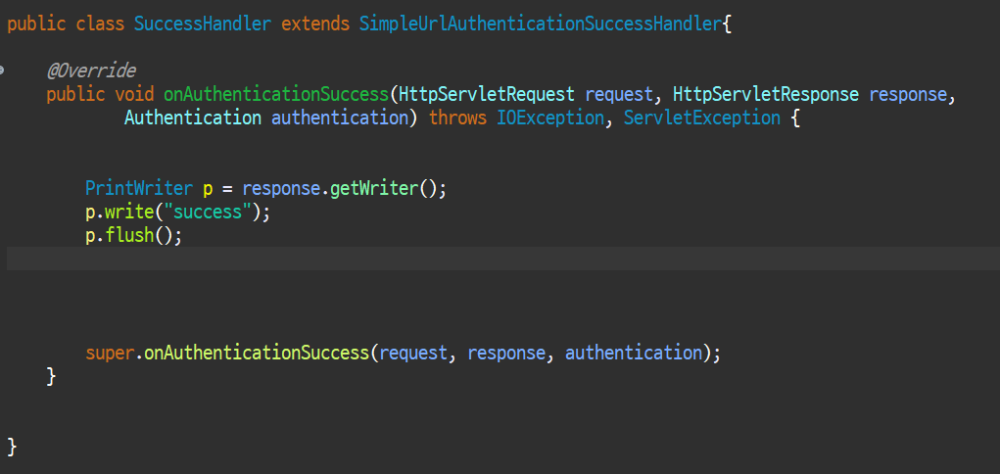 public class SuccessHandler extends SimpleUrlAuthenticationSuccessHandler{
@Override
public void onAuthenticationSuccess(HttpServletRequest request, HttpServletResponse response,
Authentication authentication) throws IOException, ServletException {
PrintWriter p = response.getWriter();
p.write("success");
p.flush();
super.onAuthenticationSuccess(request, response, authentication);
}
}